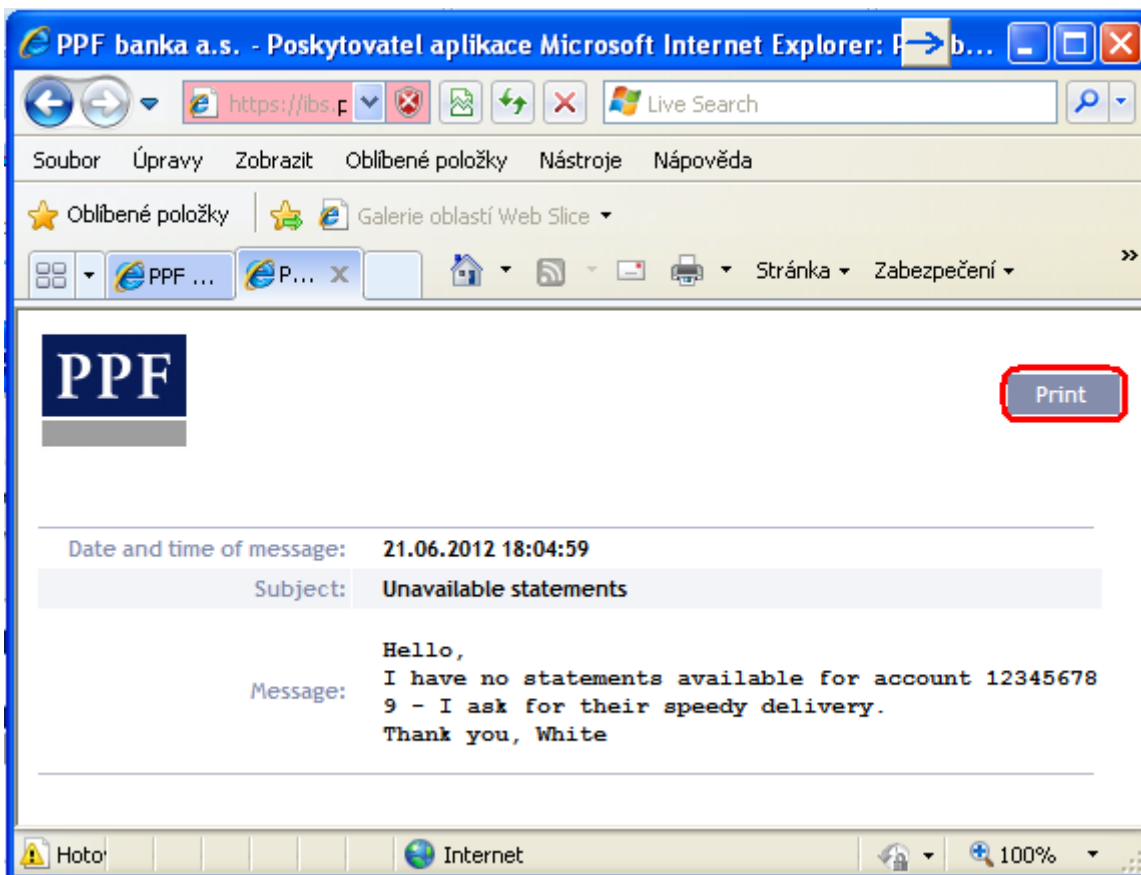 PPF banka a.s. - Poskytovatel aplikace Microsoft Internet Explorer: P b...
https://ibs.p
Live Search
Soubor Úpravy Zobrazit Oblíbené položky Nástroje Nápověda
Oblíbené položky Galerie oblastí Web Slice
PPF ... P... Stránka Zabezpečení »
PPF
Print
Date and time of message: 21.06.2012 18:04:59
Subject: Unavailable statements
Message:
Hello,
I have no statements available for account 12345678
9 - I ask for their speedy delivery.
Thank you, White
Hoto
Internet
100%